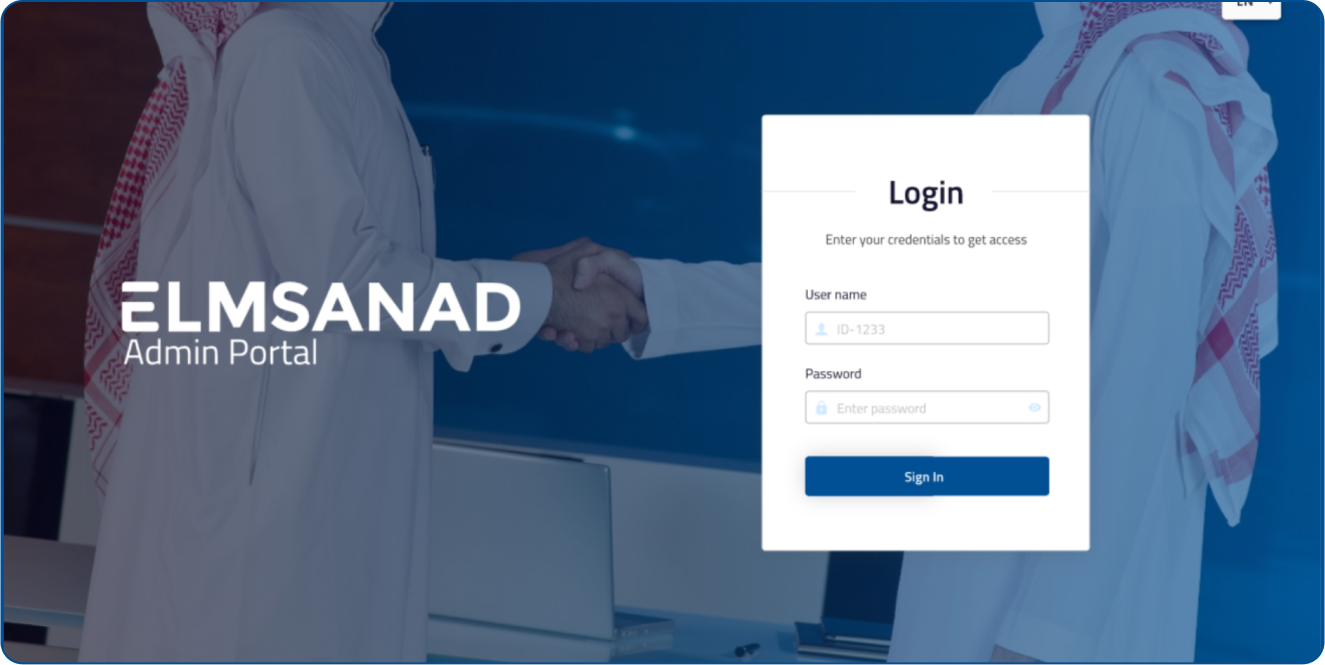 EN
ELMSANAD
Admin Portal
Login
Enter your credentials to get access
User name
ID-1233
Password
Enter password
Sign In